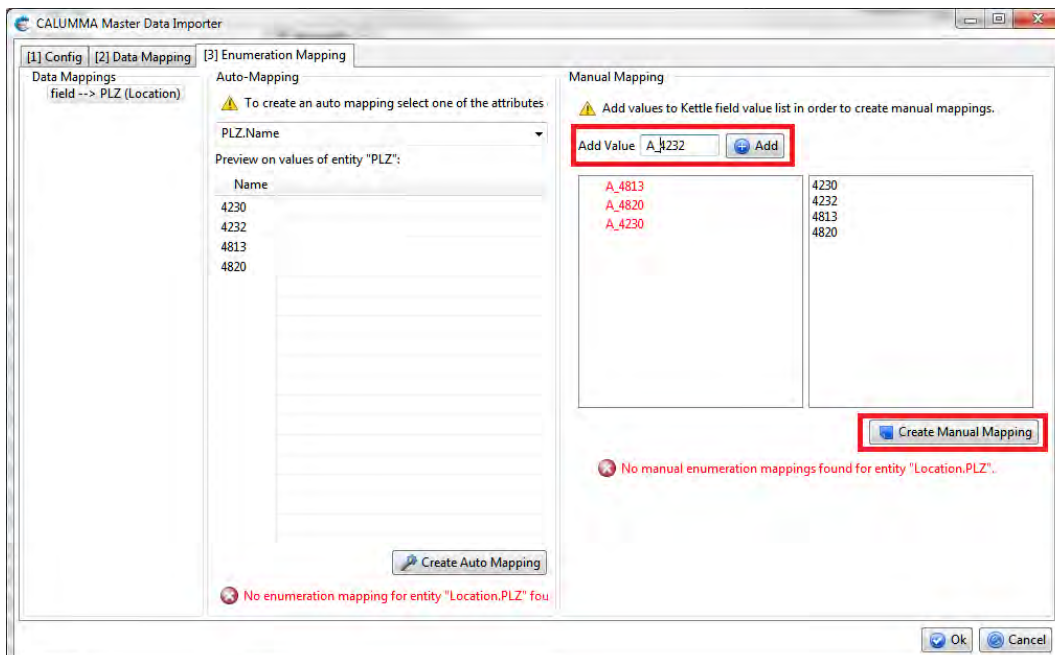 CALUMMA Master Data Importer
[1] Config [2] Data Mapping [3] Enumeration Mapping
Data Mappings
field --> PLZ (Location)
Auto-Mapping
To create an auto mapping select one of the attributes
PLZ.Name
Preview on values of entity "PLZ":
Name
4230
4232
4813
4820
Create Auto Mapping
No enumeration mapping for entity "Location.PLZ" fou
Manual Mapping
Add values to Kettle field value list in order to create manual mappings.
Add Value A_4232 Add
A_4813
A_4820
A_4230
4230
4232
4813
4820
Create Manual Mapping
No manual enumeration mappings found for entity "Location.PLZ".
Ok Cancel